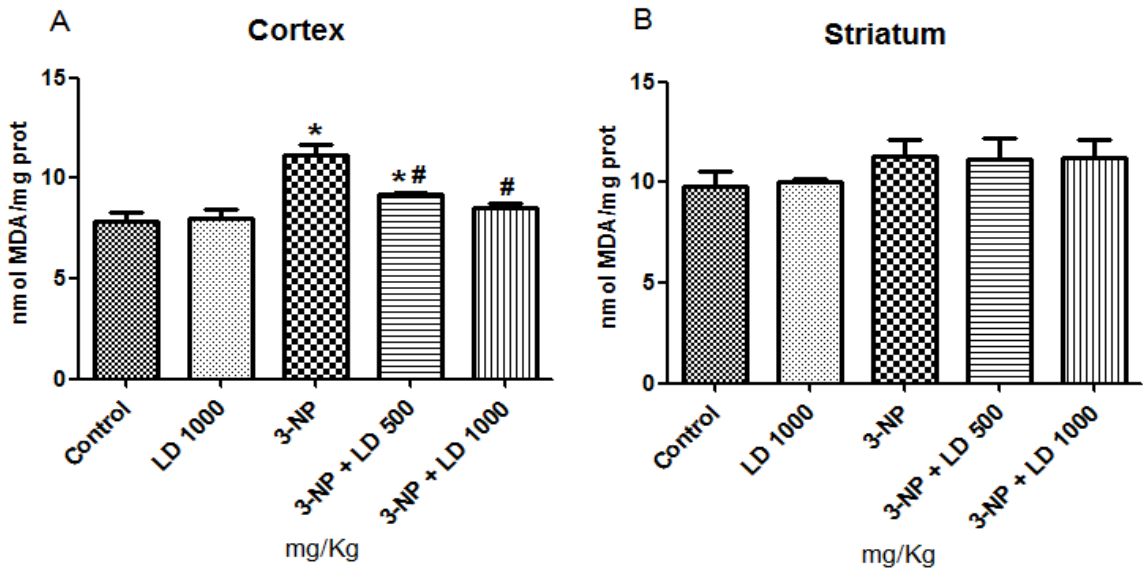 A
Cortex
nmol MDA/mg prot
15
10
5
0
*
* #
#
Control
LD 1000
3-NP
3-NP + LD 500
3-NP + LD 1000
mg/Kg
B
Striatum
nmol MDA/mg prot
15
10
5
0
Control
LD 1000
3-NP
3-NP + LD 500
3-NP + LD 1000
mg/Kg